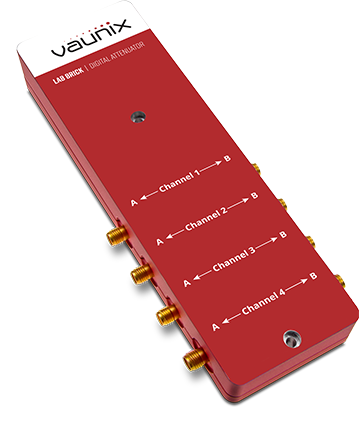 vaunix
LAB BRICK | DIGITAL ATTENUATOR
A Channel 1 B
A Channel 2 B
A Channel 3 B
A Channel 4 B